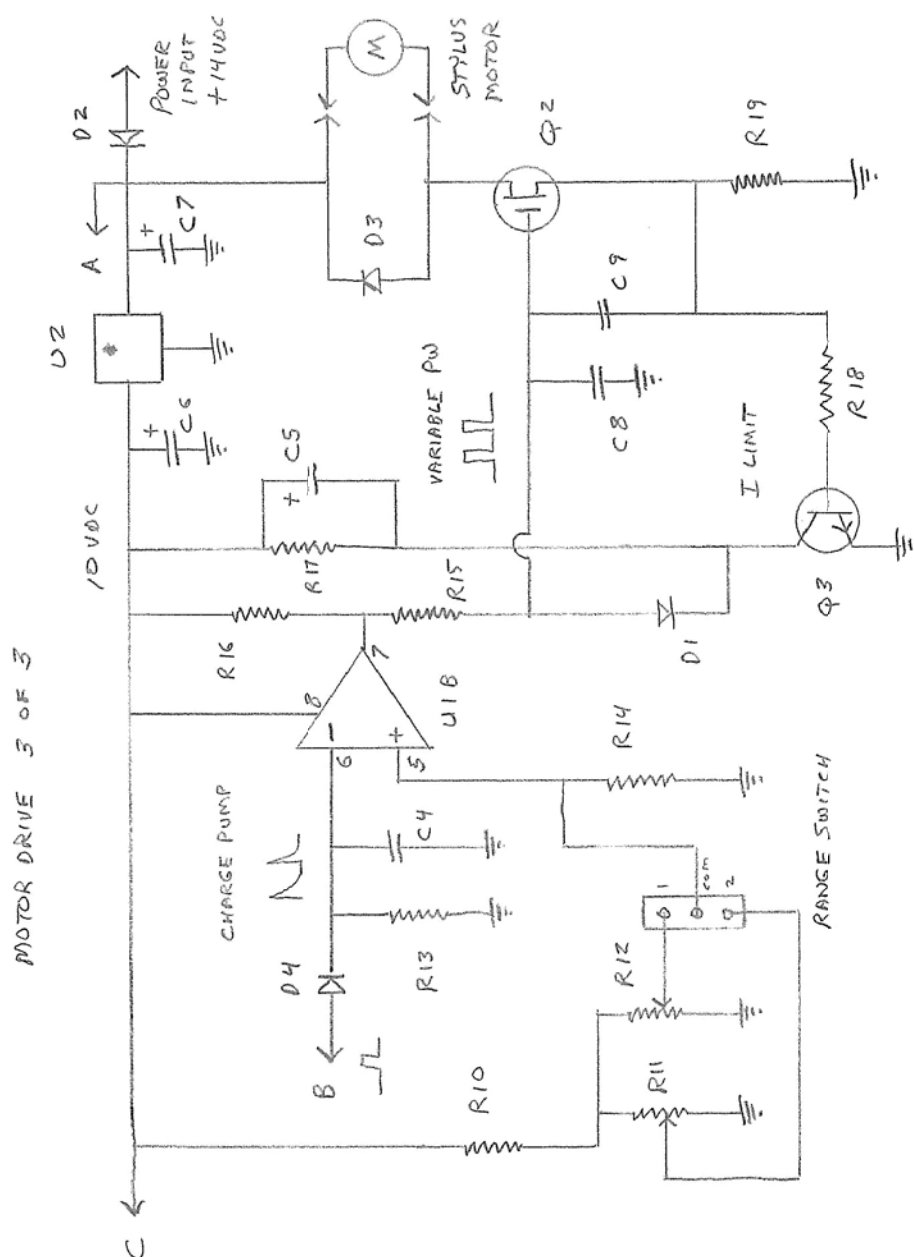 MOTOR DRIVE 3 OF 3
C
10 VDC
U2
*
A
D2
POWER
INPUT
+14VDC
+
C6
+
C7
B
D4
CHARGE PUMP
R13
C4
R10
R11
R12
1
com
2
RANGE SWITCH
R14
6
-
5
+
8
7
U1B
R16
R15
R17
+
C5
D1
VARIABLE PW
C8
C9
I LIMIT
R18
Q3
D3
M
STYLUS
MOTOR
Q2
R19